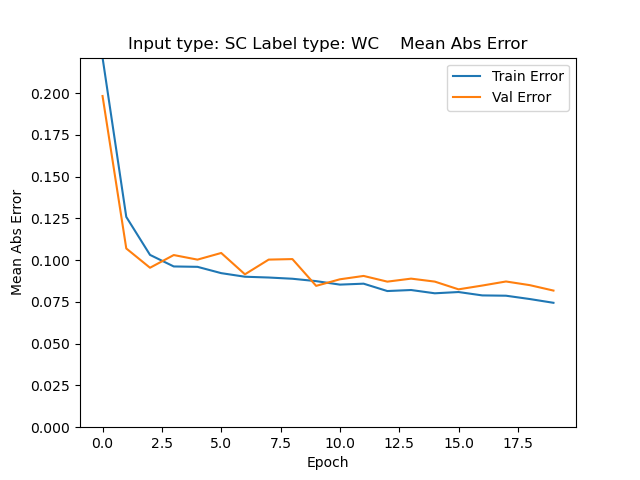 Input type: SC Label type: WC    Mean Abs Error
Train Error
Val Error
0.200
0.175
0.150
0.125
0.100
0.075
0.050
0.025
0.000
Mean Abs Error
0.0 2.5 5.0 7.5 10.0 12.5 15.0 17.5
Epoch